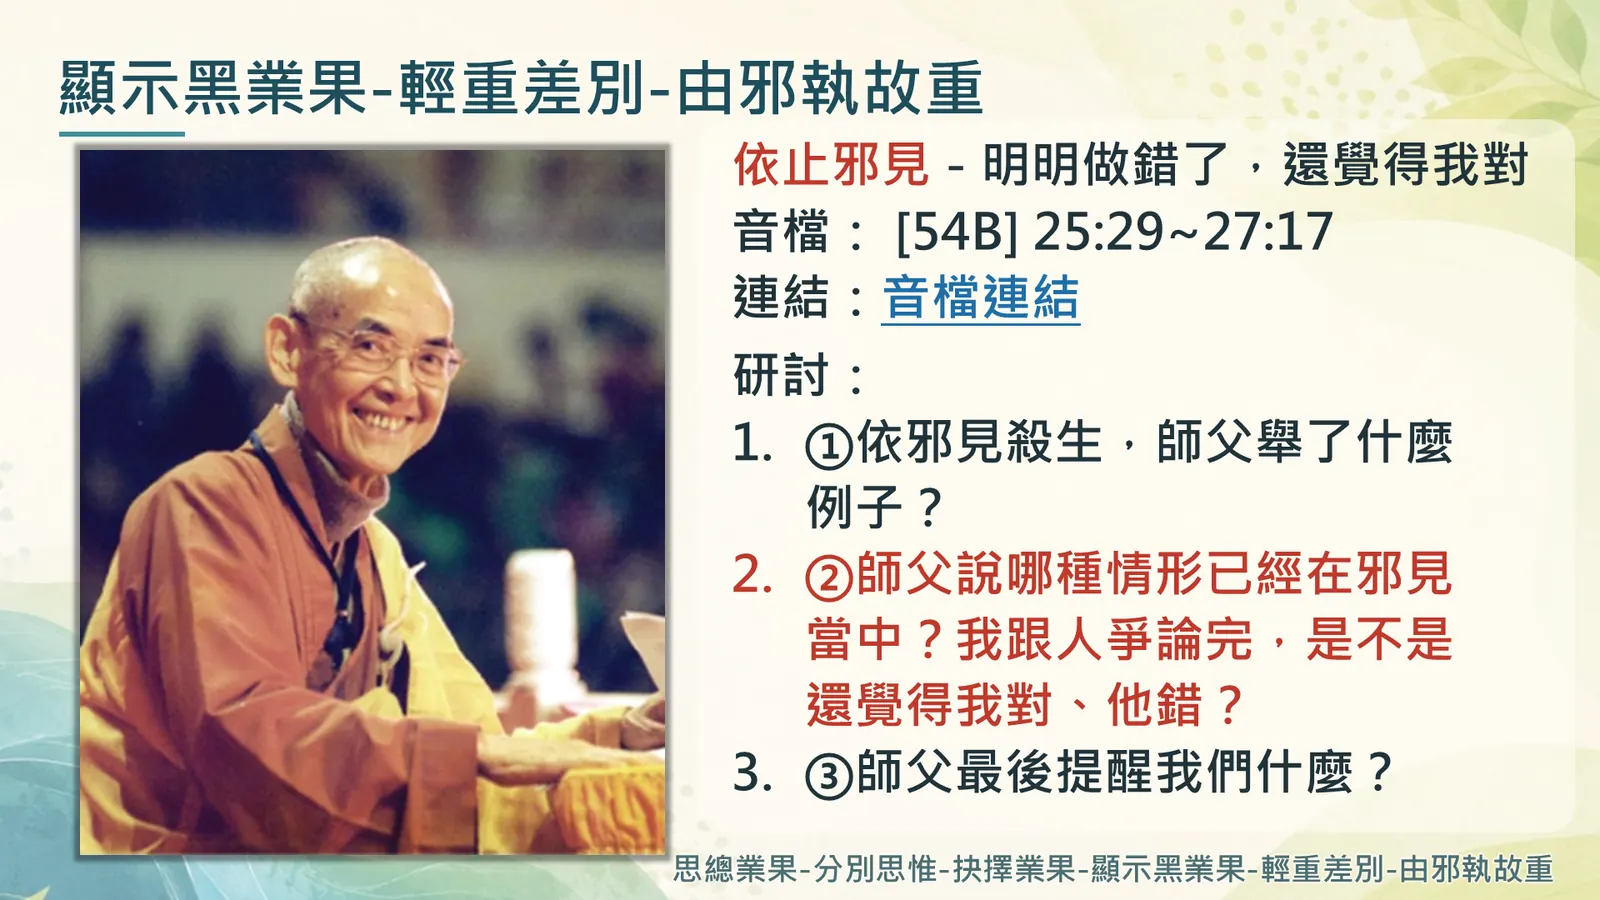 顯示黑業果-輕重差別-由邪執故重
依止邪見 - 明明做錯了，還覺得我對
音檔： [54B] 25:29~27:17
連結：音檔連結
研討：
1. ①依邪見殺生，師父舉了什麼
例子？
2. ②師父說哪種情形已經在邪見
當中？我跟人爭論完，是不是
還覺得我對、他錯？
3. ③師父最後提醒我們什麼？
思總業果-分別思惟-抉擇業果-顯示黑業果-輕重差別-由邪執故重